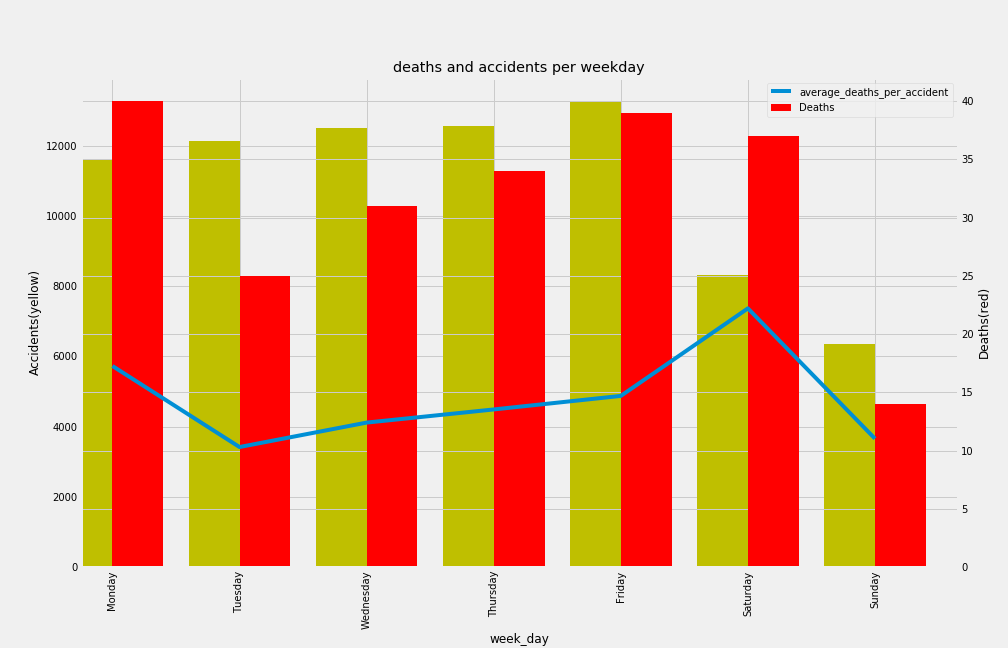 deaths and accidents per weekday
average_deaths_per_accident
Deaths
12000
10000
8000
6000
4000
2000
0
Accidents(yellow)
40
35
30
25
20
15
10
5
0
Deaths(red)
Monday
Tuesday
Wednesday
Thursday
Friday
Saturday
Sunday
week_day